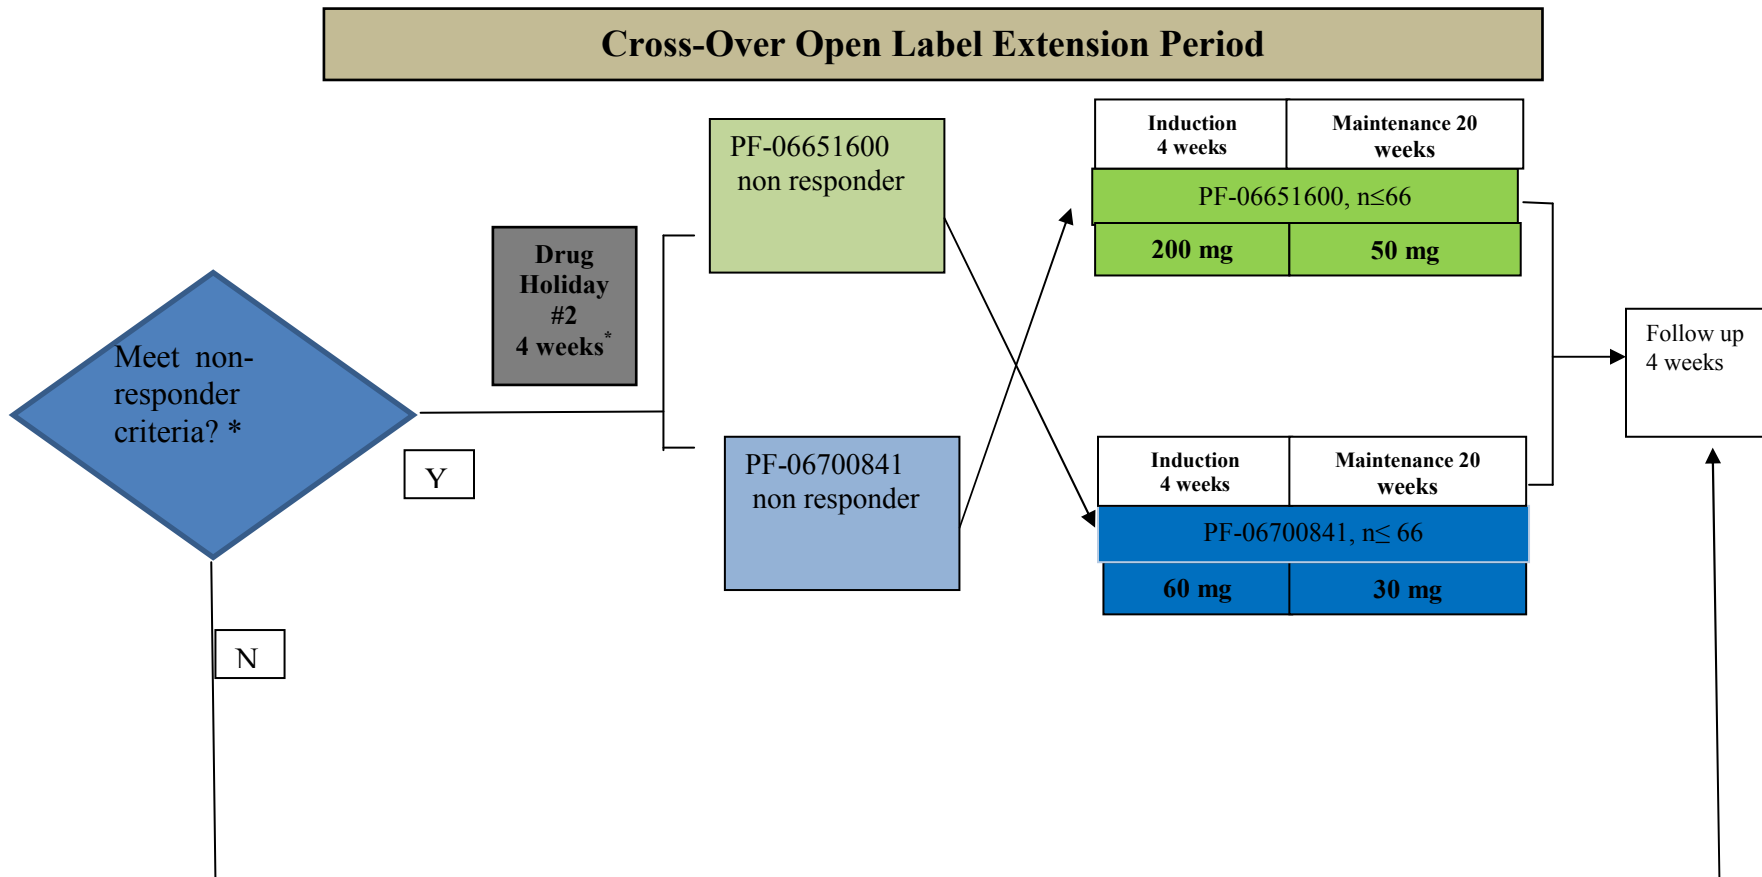 Cross-Over Open Label Extension Period
Meet non-
responder
criteria? *
Y
N
Drug
Holiday
#2
4 weeks*
PF-06651600
non responder
PF-06700841
non responder
Induction
4 weeks
Maintenance 20
weeks
PF-06651600, n≤66
200 mg
50 mg
Induction
4 weeks
Maintenance 20
weeks
PF-06700841, n≤ 66
60 mg
30 mg
Follow up
4 weeks